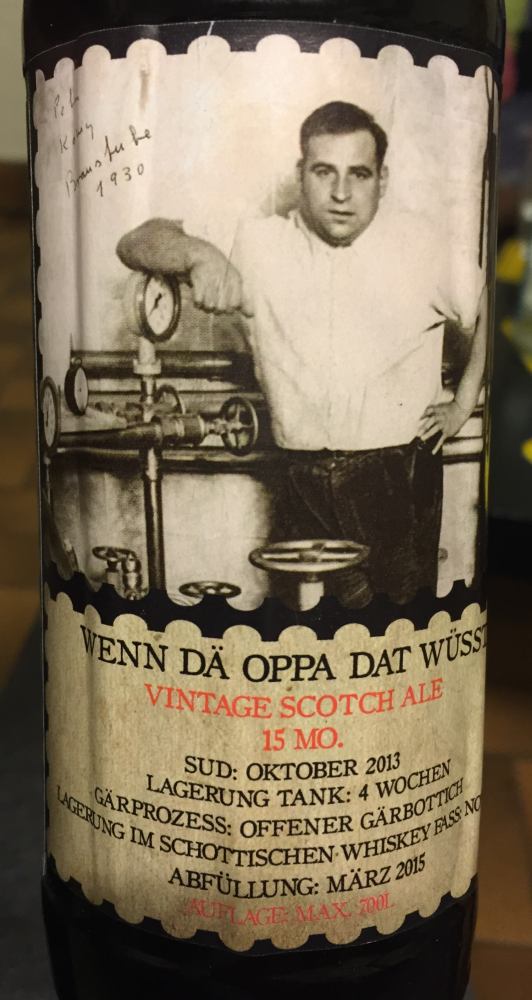 1930
WENN DÄ OPPA DAT WÜSST
VINTAGE SCOTCH ALE
15 MO.
SUD: OKTOBER 2013
LAGERUNG TANK: 4 WOCHEN
GÄRPROZESS: OFFENER GÄRBOTTICH
LAGERUNG IM SCHOTTISCHEN WHISKEY FASS: NO
ABFÜLLUNG: MÄRZ 2015
AUFLAGE: MAX. 700L